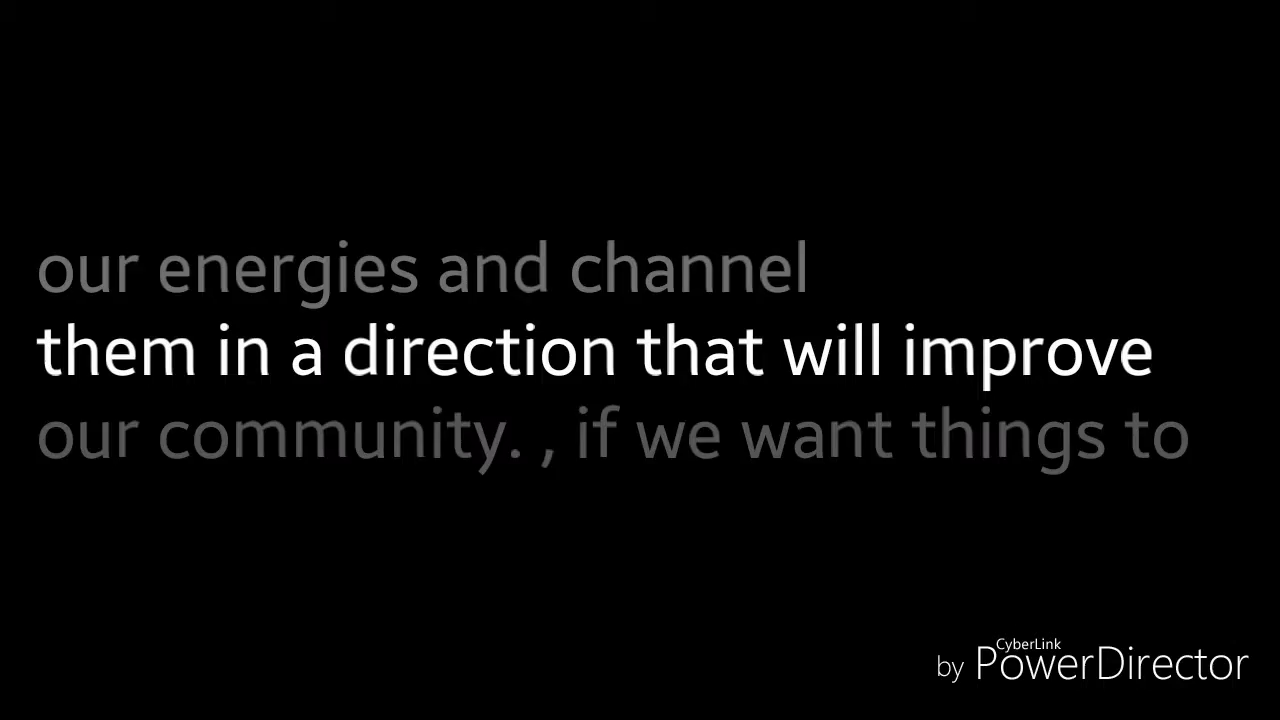 our energies and channel
them in a direction that will improve
our community. , if we want things to
CyberLink
by PowerDirector